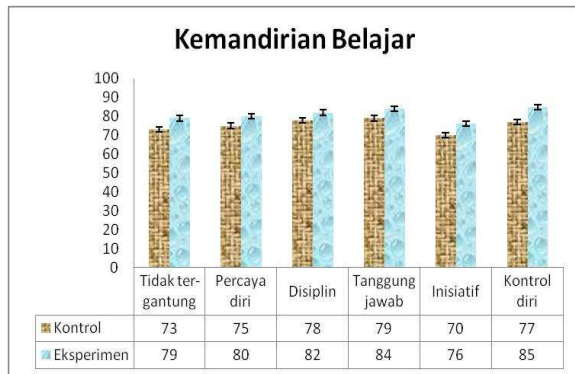 Kemandirian Belajar
100
90
80
70
60
50
40
30
20
10
0
Tidak ter-
gantung
Percaya
diri
Disiplin
Tanggung
jawab
Inisiatif
Kontrol
diri
Kontrol 73 75 78 79 70 77
Eksperimen 79 80 82 84 76 85